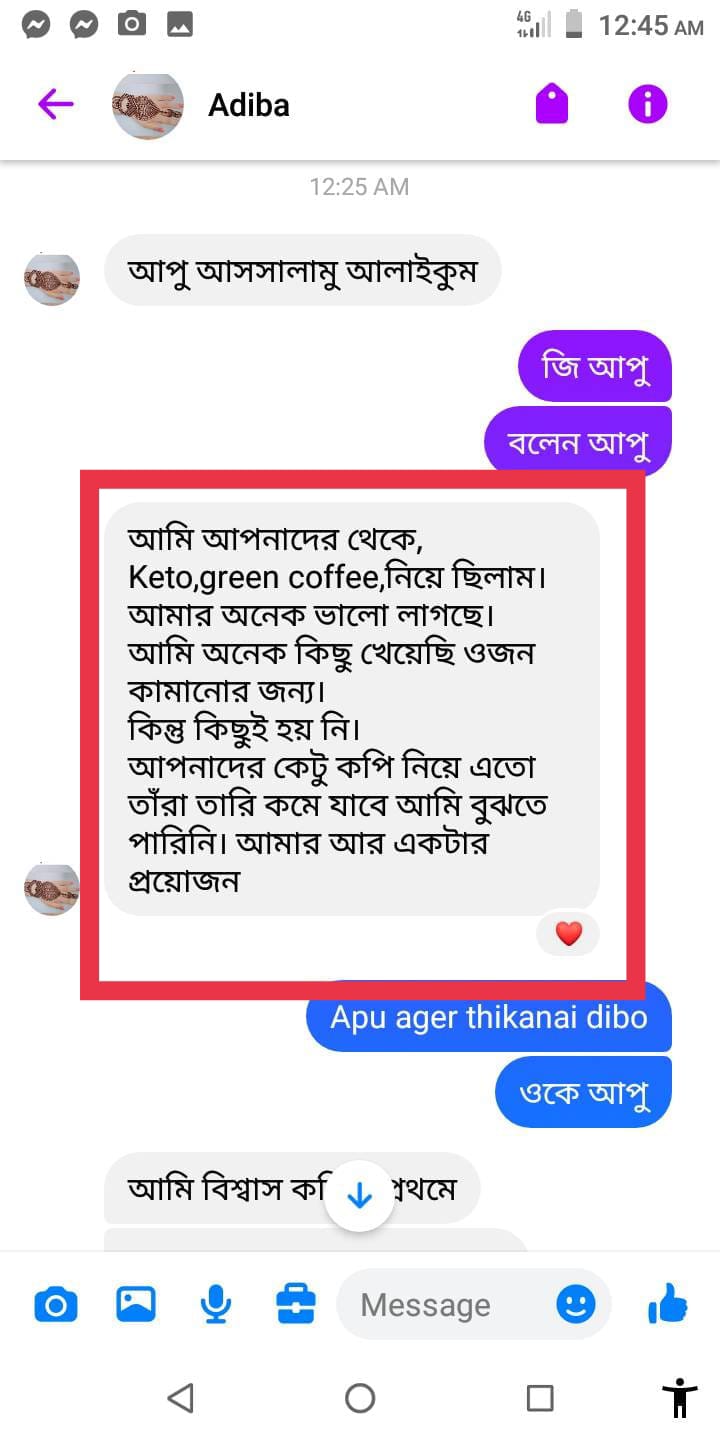 4G
12:45 AM
Adiba
12:25 AM
আপু আসসালামু আলাইকুম
জি আপু
বলেন আপু
আমি আপনাদের থেকে,
Keto,green coffee,নিয়ে ছিলাম।
আমার অনেক ভালো লাগছে।
আমি অনেক কিছু খেয়েছি ওজন
কামানোর জন্য।
কিন্তু কিছুই হয় নি।
আপনাদের কেটু কপি নিয়ে এতো
তাঁরা তারি কমে যাবে আমি বুঝতে
পারিনি। আমার আর একটার
প্রয়োজন
Apu ager thikanai dibo
ওকে আপু
আমি বিশ্বাস
Message